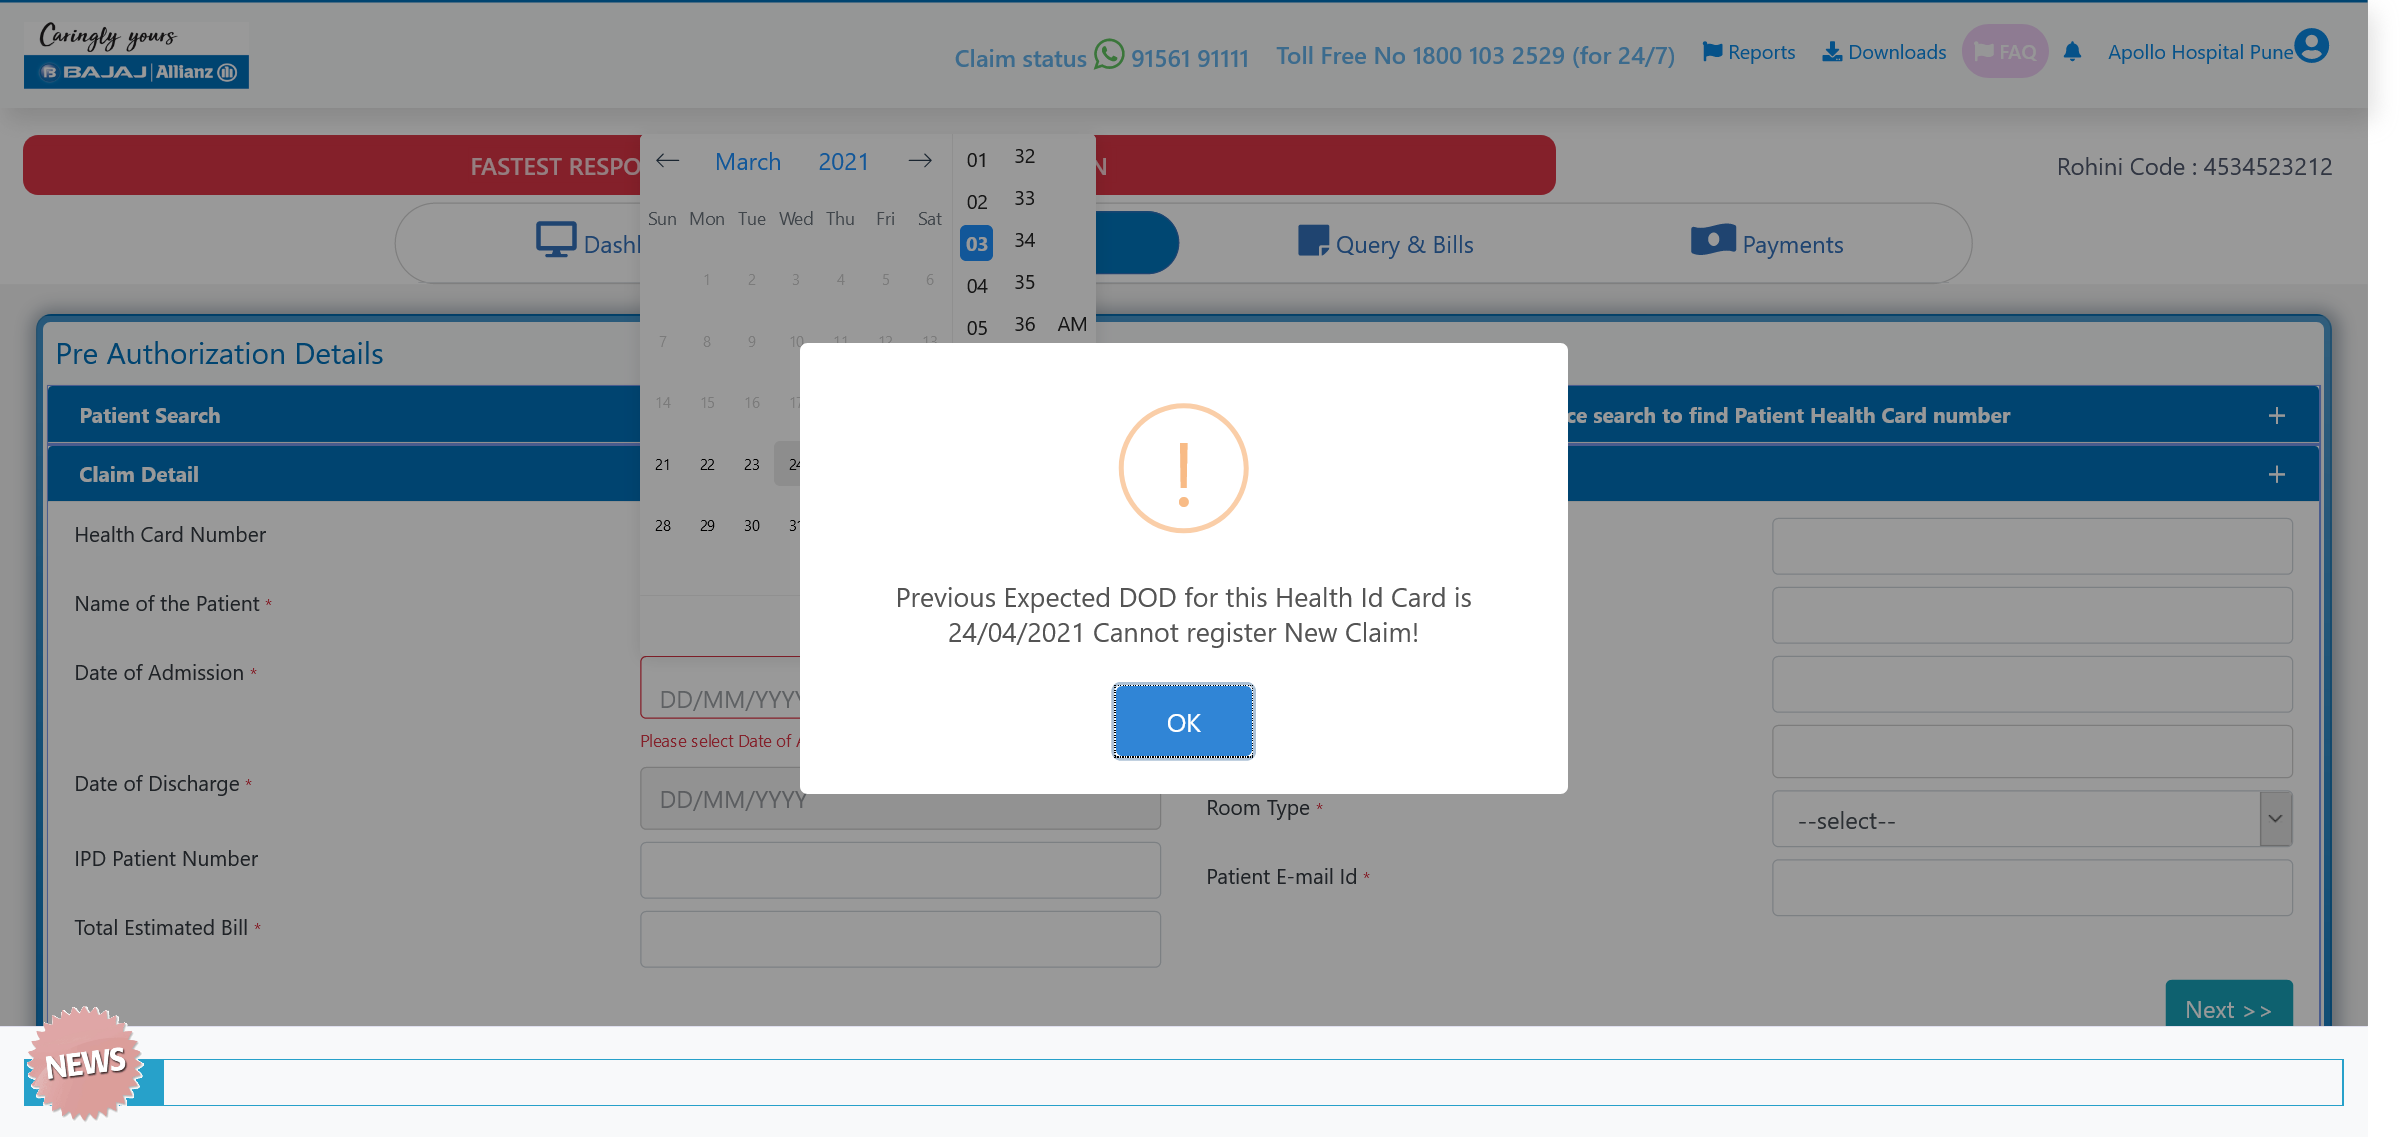 Caringly yours
BAJAJ | Allianz
Claim status 91561 91111 Toll Free No 1800 103 2529 (for 24/7) Reports Downloads FAQ Apollo Hospital Pune
FASTEST RESPO
N
Rohini Code : 4534523212
Query & Bills Payments
March 2021
Sun Mon Tue Wed Thu Fri Sat
1 2 3 4 5 6
7 8 9 10 11 12 13
14 15 16 17
21 22 23 24
28 29 30 31
01 32
02 33
03 34
04 35
05 36 AM
Pre Authorization Details
Patient Search
ce search to find Patient Health Card number +
Claim Detail +
Health Card Number
Name of the Patient *
Date of Admission *
DD/MM/YYYY
Please select Date of
Date of Discharge *
DD/MM/YYYY
IPD Patient Number
Total Estimated Bill *
Room Type *
--select--
Patient E-mail Id *
Next >>
!
Previous Expected DOD for this Health Id Card is
24/04/2021 Cannot register New Claim!
OK
NEWS